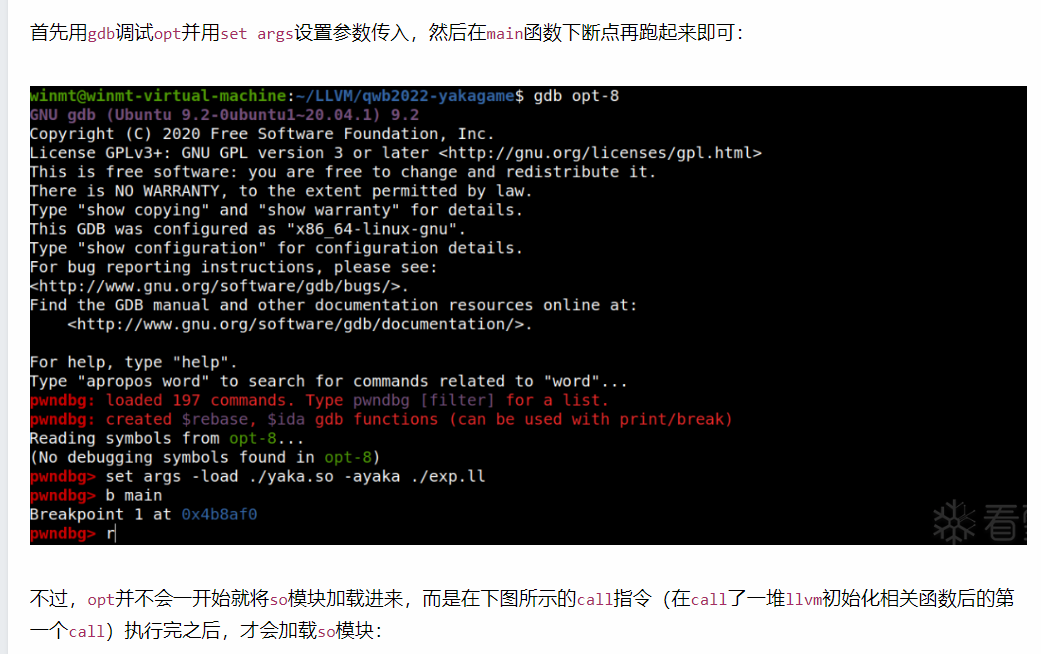 首先用gdb调试opt并用set args设置参数传入，然后在main函数下断点再跑起来即可：
winmt@winmt-virtual-machine:~/LLVM/qwb2022-yakagame$ gdb opt-8
GNU gdb (Ubuntu 9.2-0ubuntu1~20.04.1) 9.2
Copyright (C) 2020 Free Software Foundation, Inc.
License GPLv3+: GNU GPL version 3 or later <http://gnu.org/licenses/gpl.html>
This is free software: you are free to change and redistribute it.
There is NO WARRANTY, to the extent permitted by law.
Type "show copying" and "show warranty" for details.
This GDB was configured as "x86_64-linux-gnu".
Type "show configuration" for configuration details.
For bug reporting instructions, please see:
<http://www.gnu.org/software/gdb/bugs/>.
Find the GDB manual and other documentation resources online at:
    <http://www.gnu.org/software/gdb/documentation/>.
For help, type "help".
Type "apropos word" to search for commands related to "word"...
pwndbg: loaded 197 commands. Type pwndbg [filter] for a list.
pwndbg: created $rebase, $ida gdb functions (can be used with print/break)
Reading symbols from opt-8...
(No debugging symbols found in opt-8)
pwndbg> set args -load ./yaka.so -ayaka ./exp.ll
pwndbg> b main
Breakpoint 1 at 0x4b8af0
pwndbg> r
看
不过，opt并不会一开始就将so模块加载进来，而是在下图所示的call指令（在call了一堆llvm初始化相关函数后的第
一个call）执行完之后，才会加载so模块：